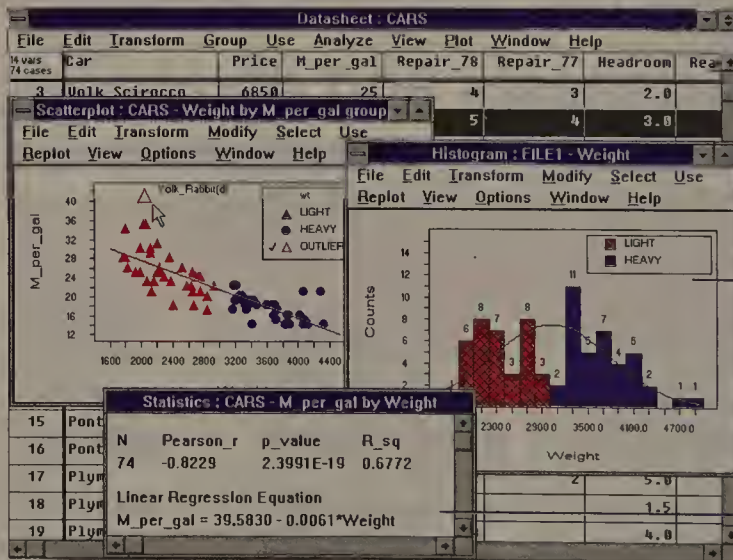 Datasheet : CARS
File Edit Transform Group Use Analyze View Plot Window Help
14 vars
74 cases
Car Price M_per_gal Repair_78 Repair_77 Headroom Rea
3 Volk Scirocco 6850 25 4 3 2.0
5 4 3.0
Scatterplot : CARS - Weight by M_per_gal group
File Edit Transform Modify Select Use
Replot View Options Window Help
M_per_gal
40
36
32
28
24
20
16
12
1600 2000 2400 2800 3200 3600 4000 4400
Volk_Rabbit(d
wt
LIGHT
HEAVY
✓ OUTLIER
Histogram : FILE1 - Weight
File Edit Transform Modify Select Use
Replot View Options Window Help
Counts
14
12
10
8
6
4
2
6 8 7 3 8 3 2 11 5 7 4 5 2 1 1
LIGHT
HEAVY
2300.0 2900.0 3500.0 4100.0 4700.0
Weight
Statistics : CARS - M_per_gal by Weight
N Pearson_r p_value R_sq
74 -0.8229 2.3991E-19 0.6772
Linear Regression Equation
M_per_gal = 39.5830 - 0.0061*Weight
15 Pont
16 Pont
17 Plym
18 Plym
19 Plym
2 5.0
1.5
4.0